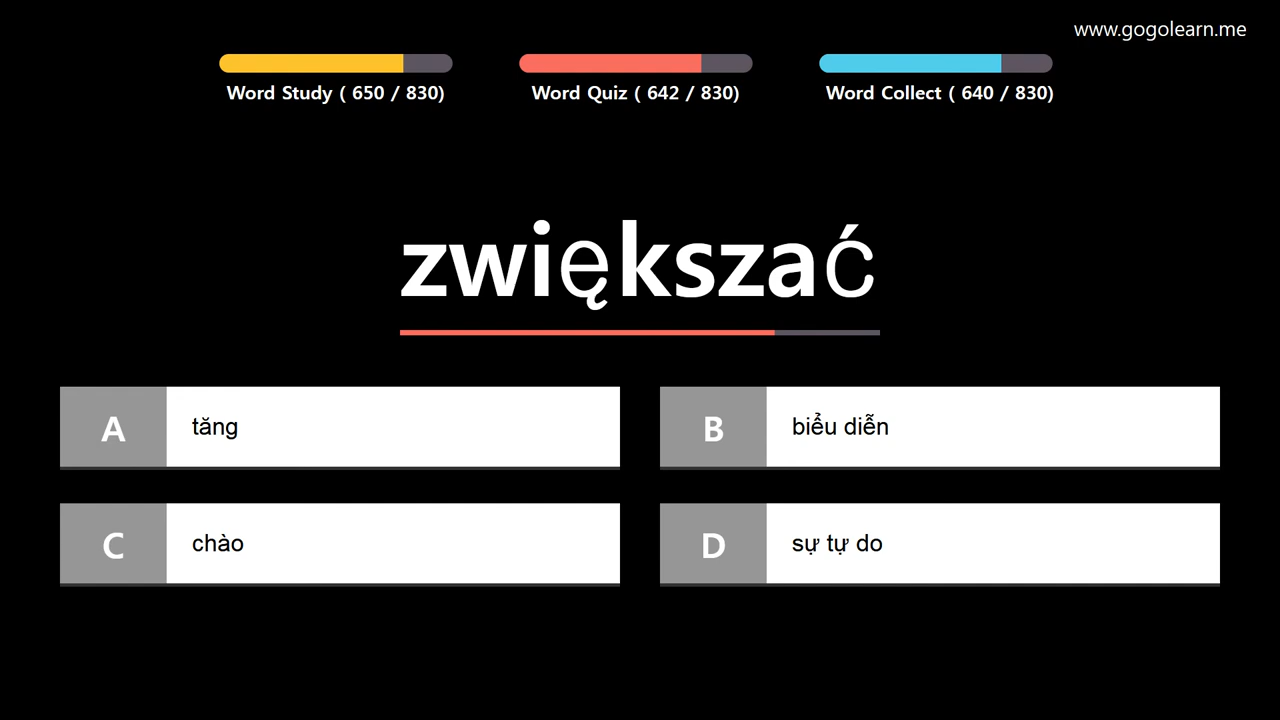 www.gogolearn.me
Word Study ( 650 / 830)
Word Quiz ( 642 / 830)
Word Collect ( 640 / 830)
zwiększać
A
tăng
B
biểu diễn
C
chào
D
sự tự do